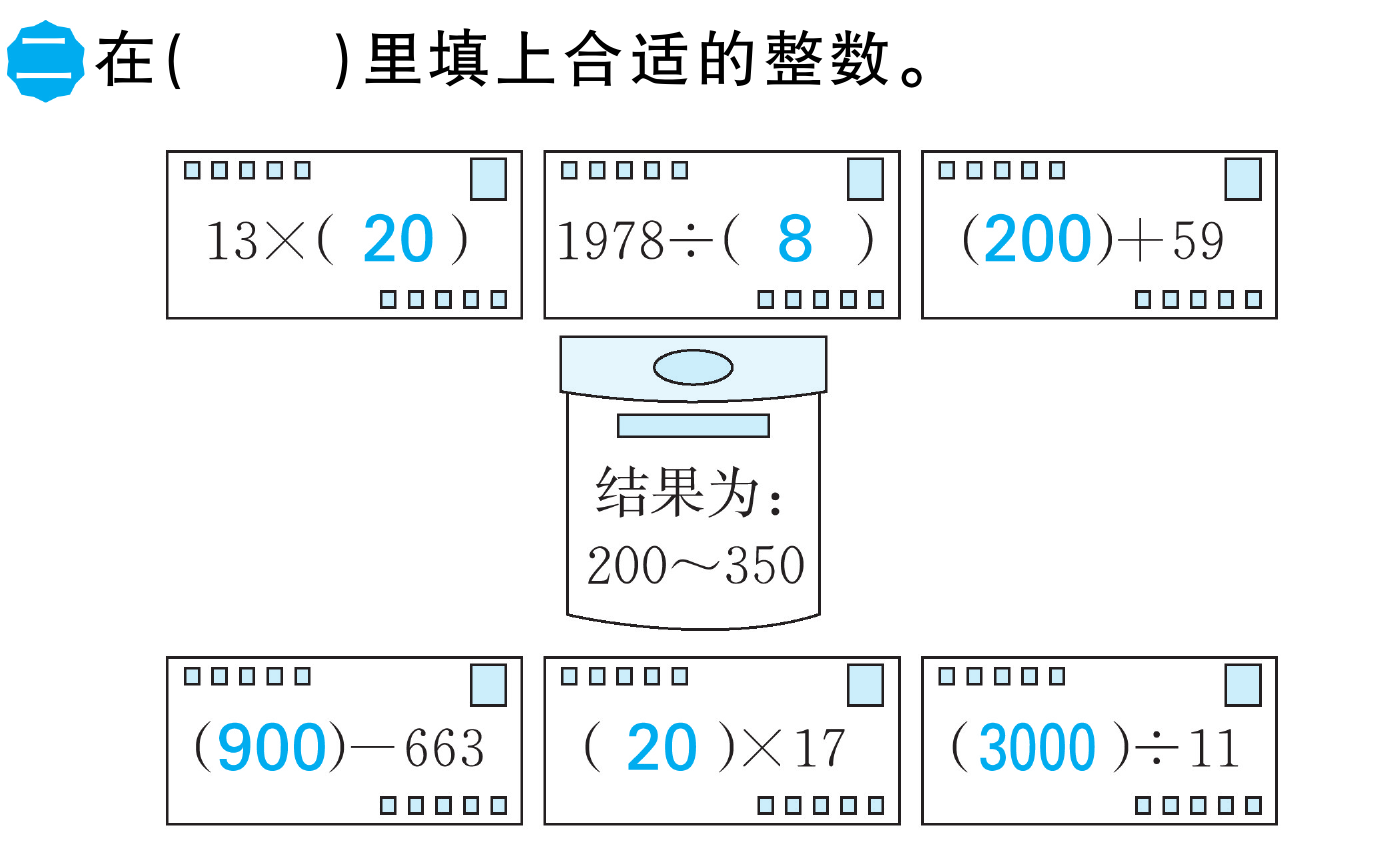 二 在(  )里填上合适的整数。
13×( 20 )
1978÷( 8 )
(200)+59
结果为:
200～350
(900)-663
( 20 )×17
( 3000 )÷11